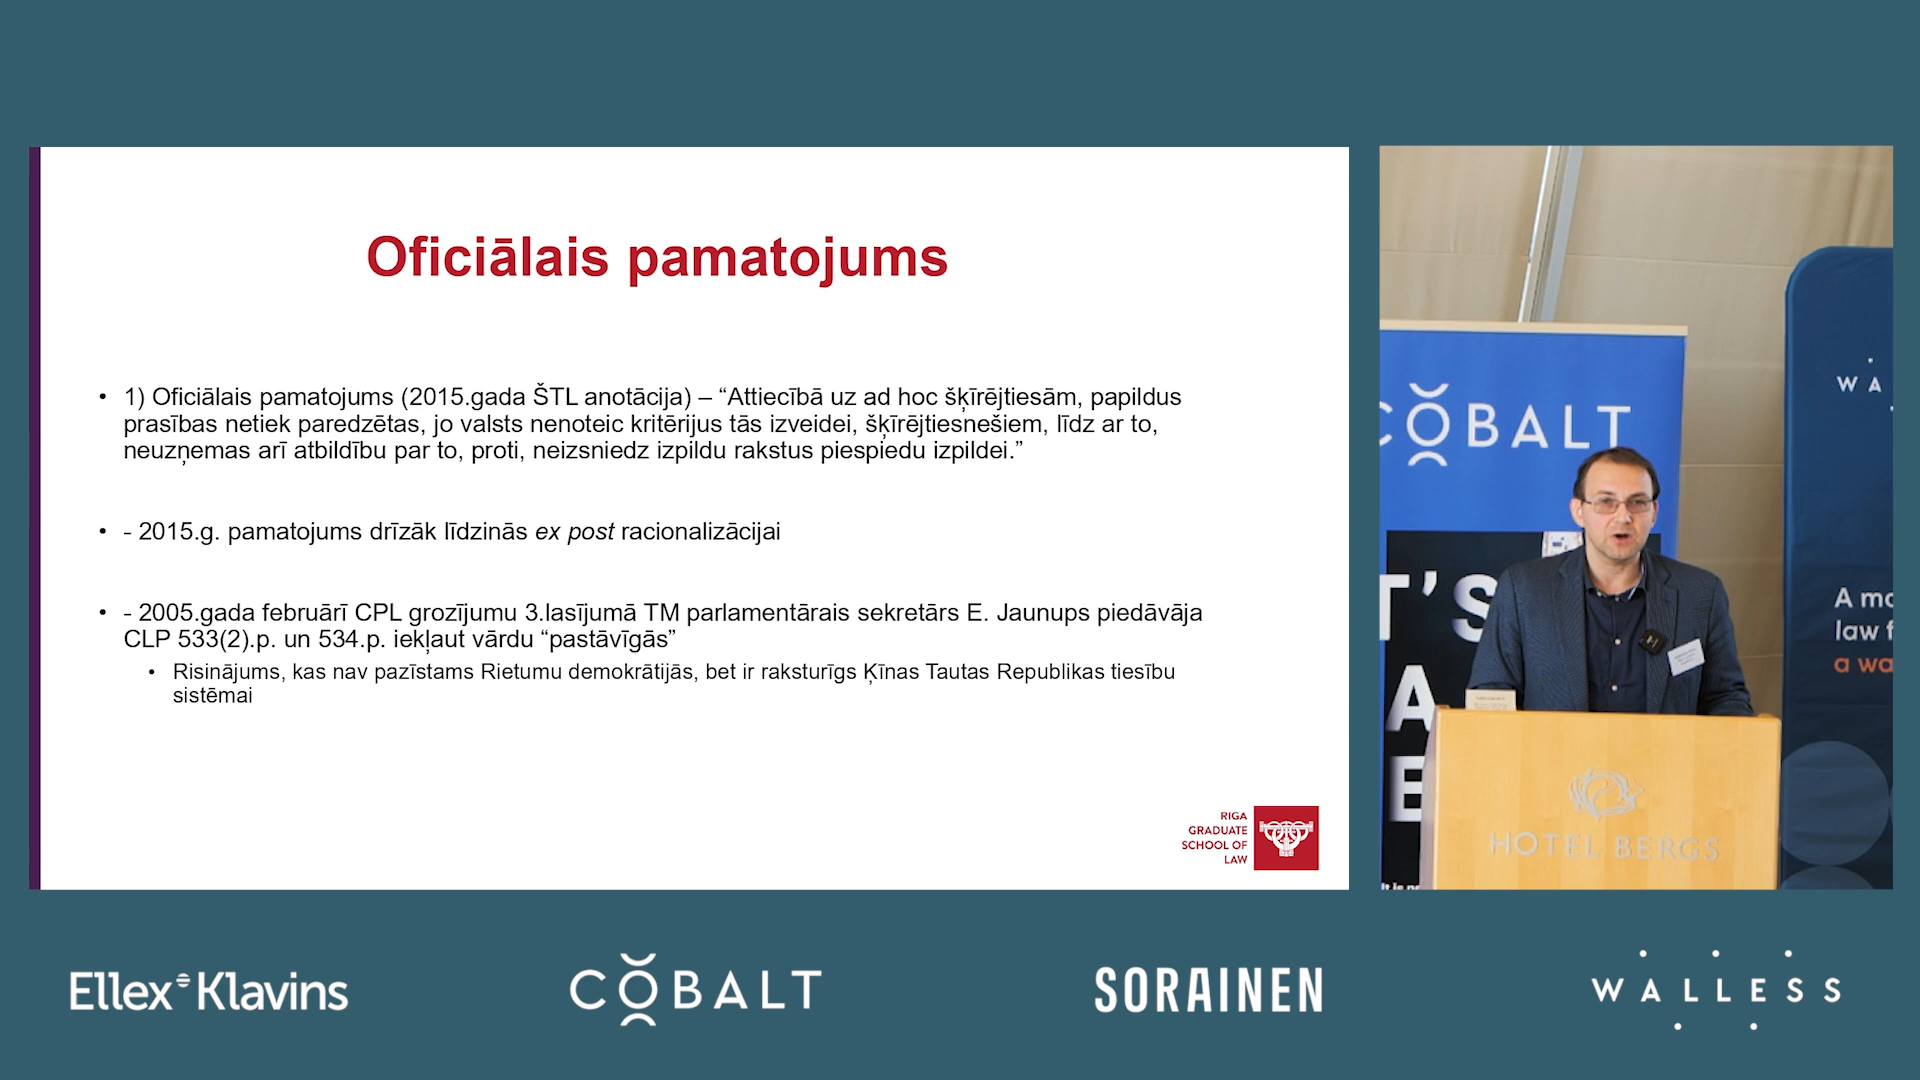 Oficiālais pamatojums
• 1) Oficiālais pamatojums (2015.gada ŠTL anotācija) – “Attiecībā uz ad hoc šķīrējtiesām, papildus
prasības netiek paredzētas, jo valsts nenoteic kritērijus tās izveidei, šķīrējtiesnešiem, līdz ar to,
neuzņemas arī atbildību par to, proti, neizsniedz izpildu rakstus piespiedu izpildei.”
• - 2015.g. pamatojums drīzāk līdzinās ex post racionalizācijai
• - 2005.gada februārī CPL grozījumu 3.lasījumā TM parlamentārais sekretārs E. Jaunups piedāvāja
CLP 533(2).p. un 534.p. iekļaut vārdu “pastāvīgās”
• Risinājums, kas nav pazīstams Rietumu demokrātijās, bet ir raksturīgs Ķīnas Tautas Republikas tiesību
sistēmai
RIGA
GRADUATE
SCHOOL OF
LAW
COBALT
T’S
A
E
WA
A mo
law f
a wa
HOTEL BERGS
Ellex Klavins
COBALT
SORAINEN
WALLESS